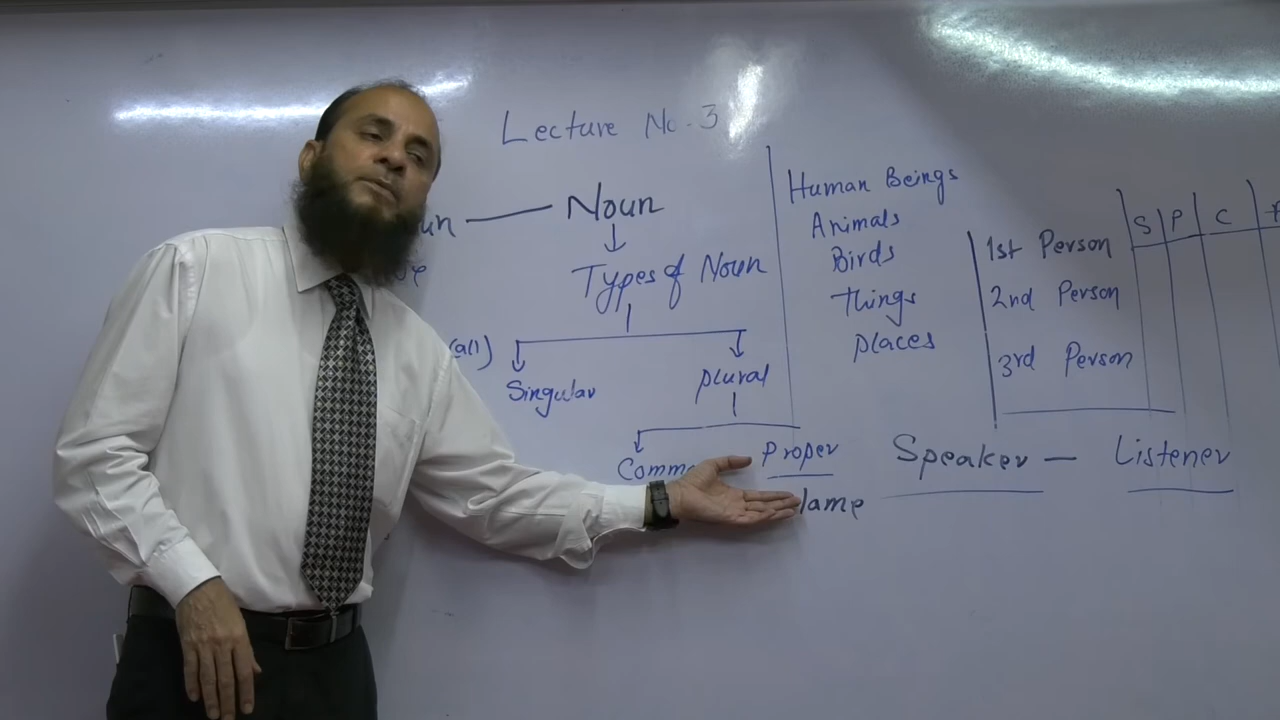 Lecture No. 3
Noun
Types of Noun
(all)
Singular
Plural
Proper
Human Beings
Animals
Birds
Things
Places
1st Person
2nd Person
3rd Person
S P C
Speaker — Listener